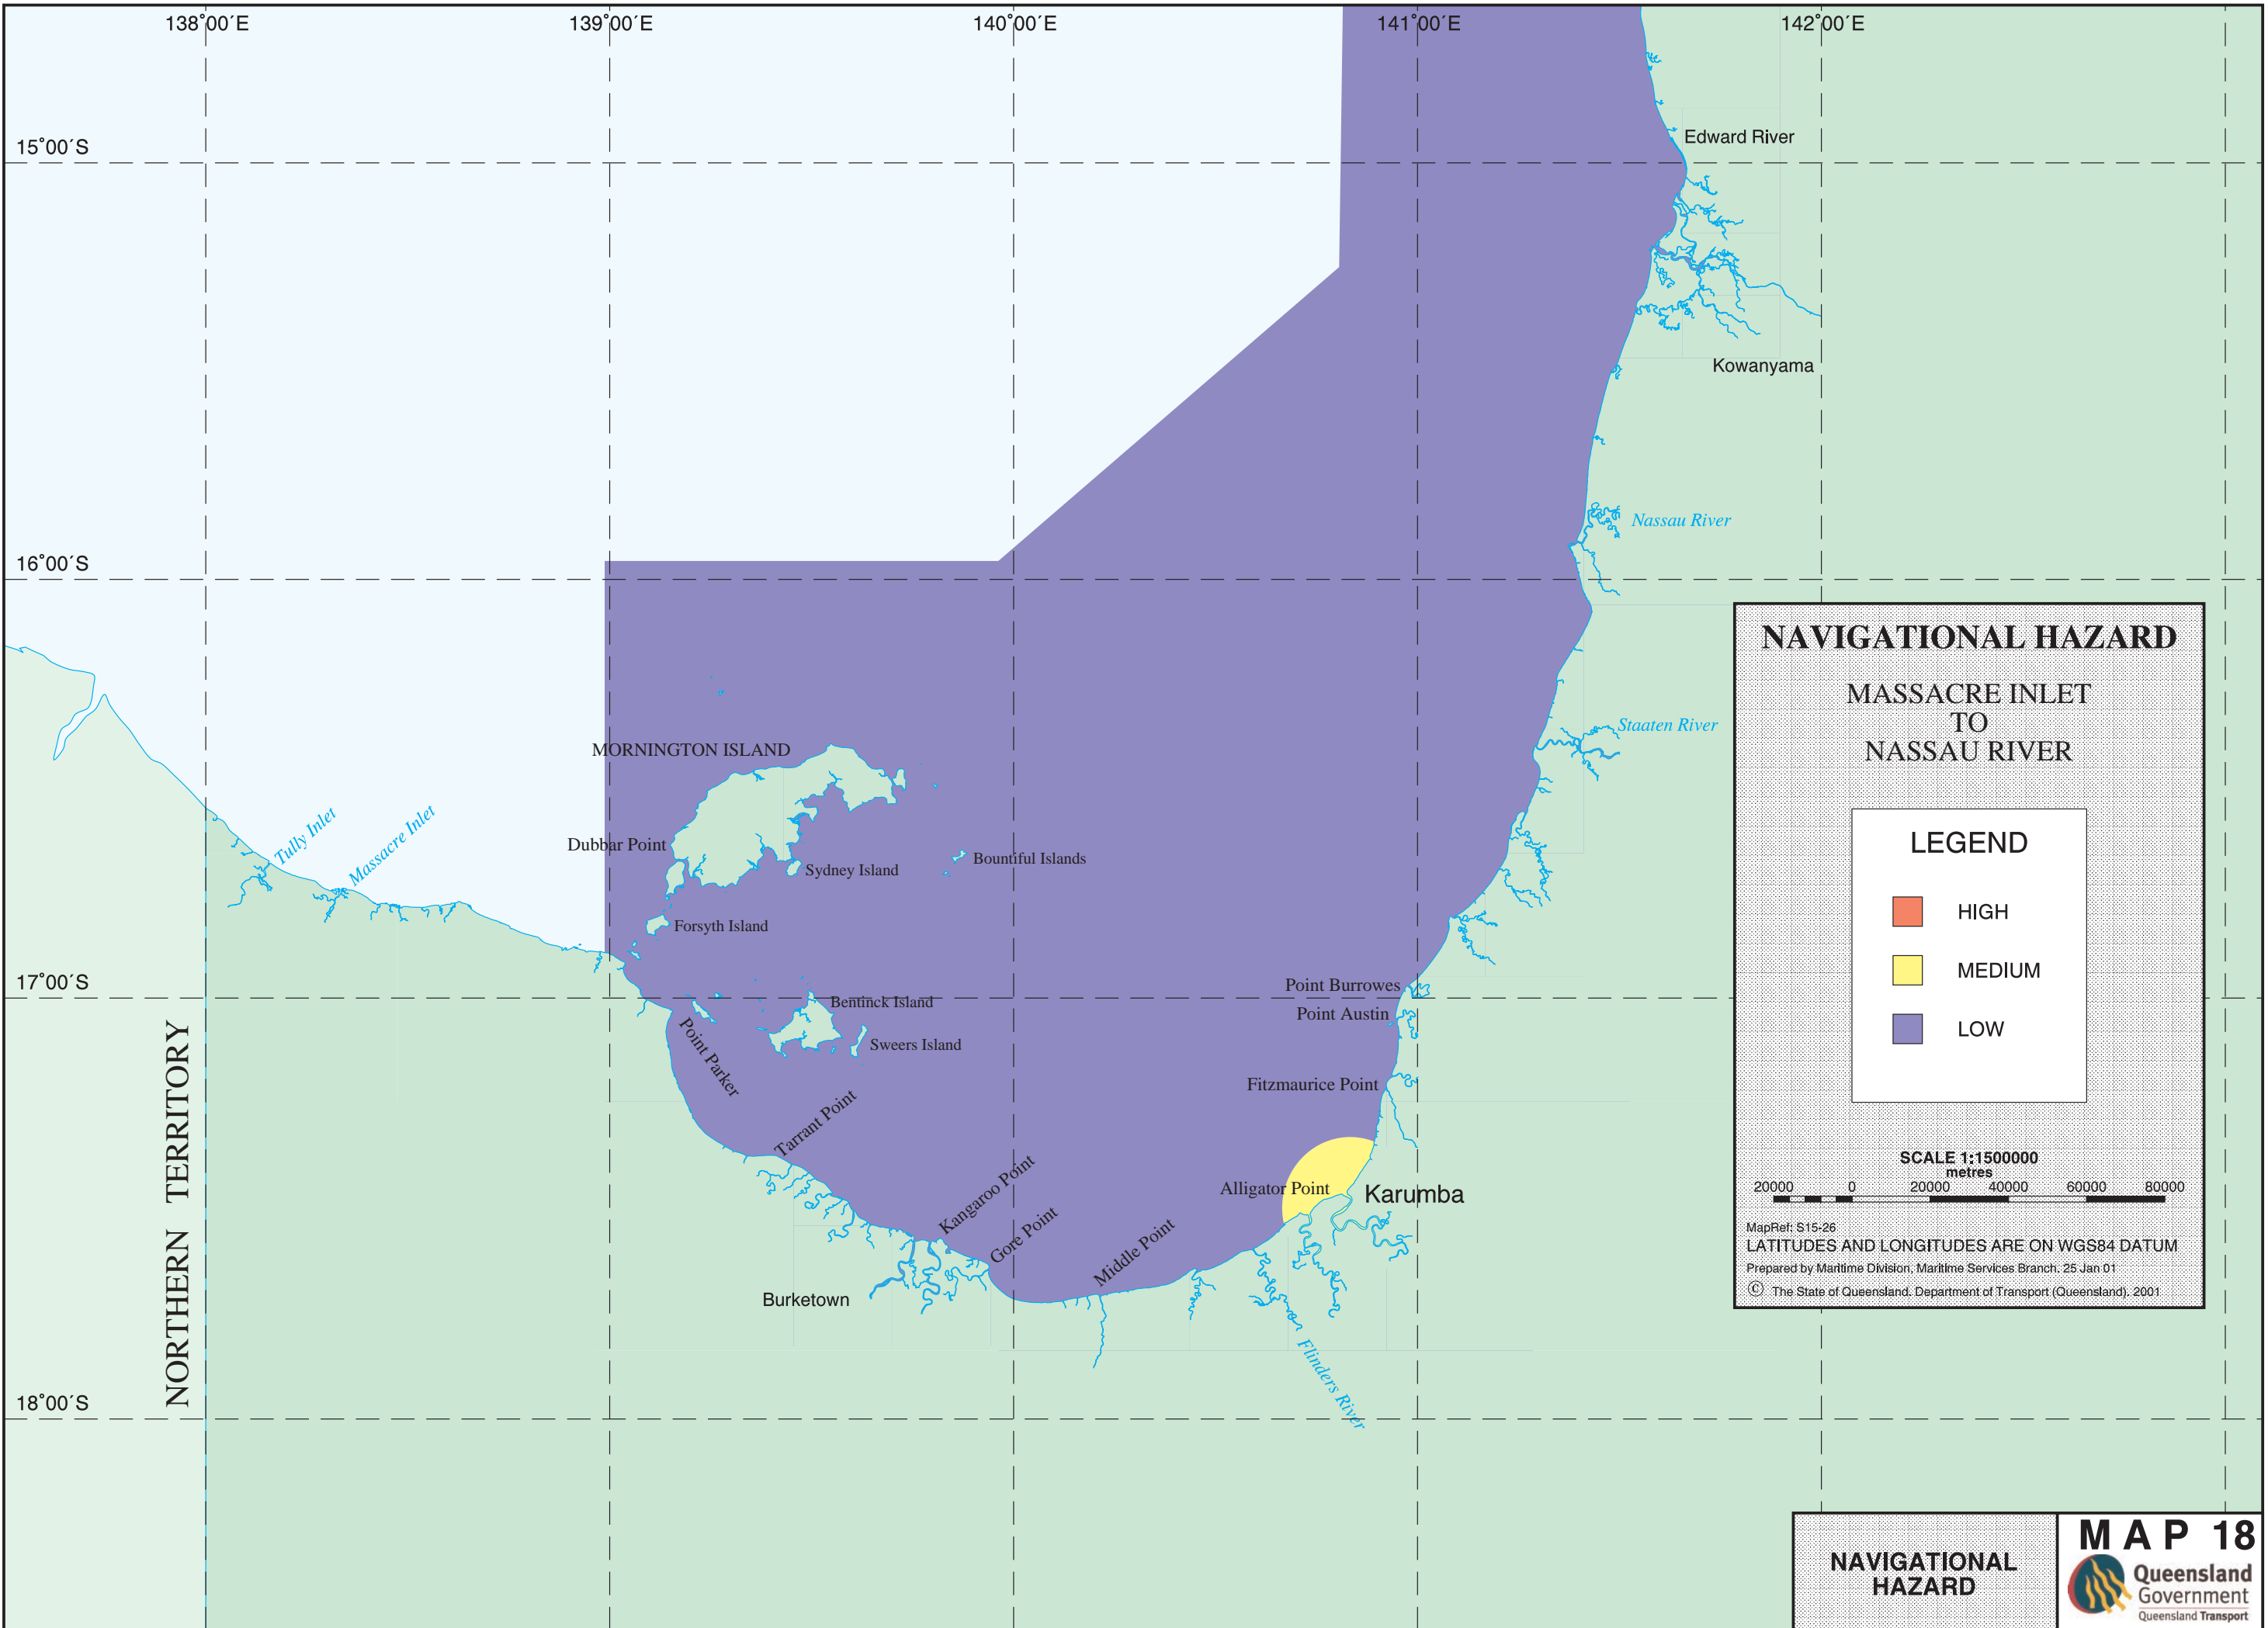 138°00´E
139°00´E
140°00´E
141°00´E
142°00´E
15°00´S
Edward River
Kowanyama
Nassau River
16°00´S
Staaten River
MORNINGTON ISLAND
Dubbar Point
Sydney Island
Bountiful Islands
Tully Inlet
Massacre Inlet
Forsyth Island
17°00´S
Point Burrowes
Bentinck Island
Point Austin
Sweers Island
Point Parker
Fitzmaurice Point
Tarrant Point
Alligator Point
Karumba
Kangaroo Point
Gore Point
Middle Point
Burketown
Flinders River
NORTHERN TERRITORY
18°00´S
NAVIGATIONAL HAZARD
MASSACRE INLET
TO
NASSAU RIVER
LEGEND
HIGH
MEDIUM
LOW
SCALE 1:1500000
metres
20000 0 20000 40000 60000 80000
MapRef: S15-26
LATITUDES AND LONGITUDES ARE ON WGS84 DATUM
Prepared by Maritime Division, Maritime Services Branch, 25 Jan 01
© The State of Queensland. Department of Transport (Queensland). 2001
NAVIGATIONAL
HAZARD
MAP 18
Queensland
Government
Queensland Transport